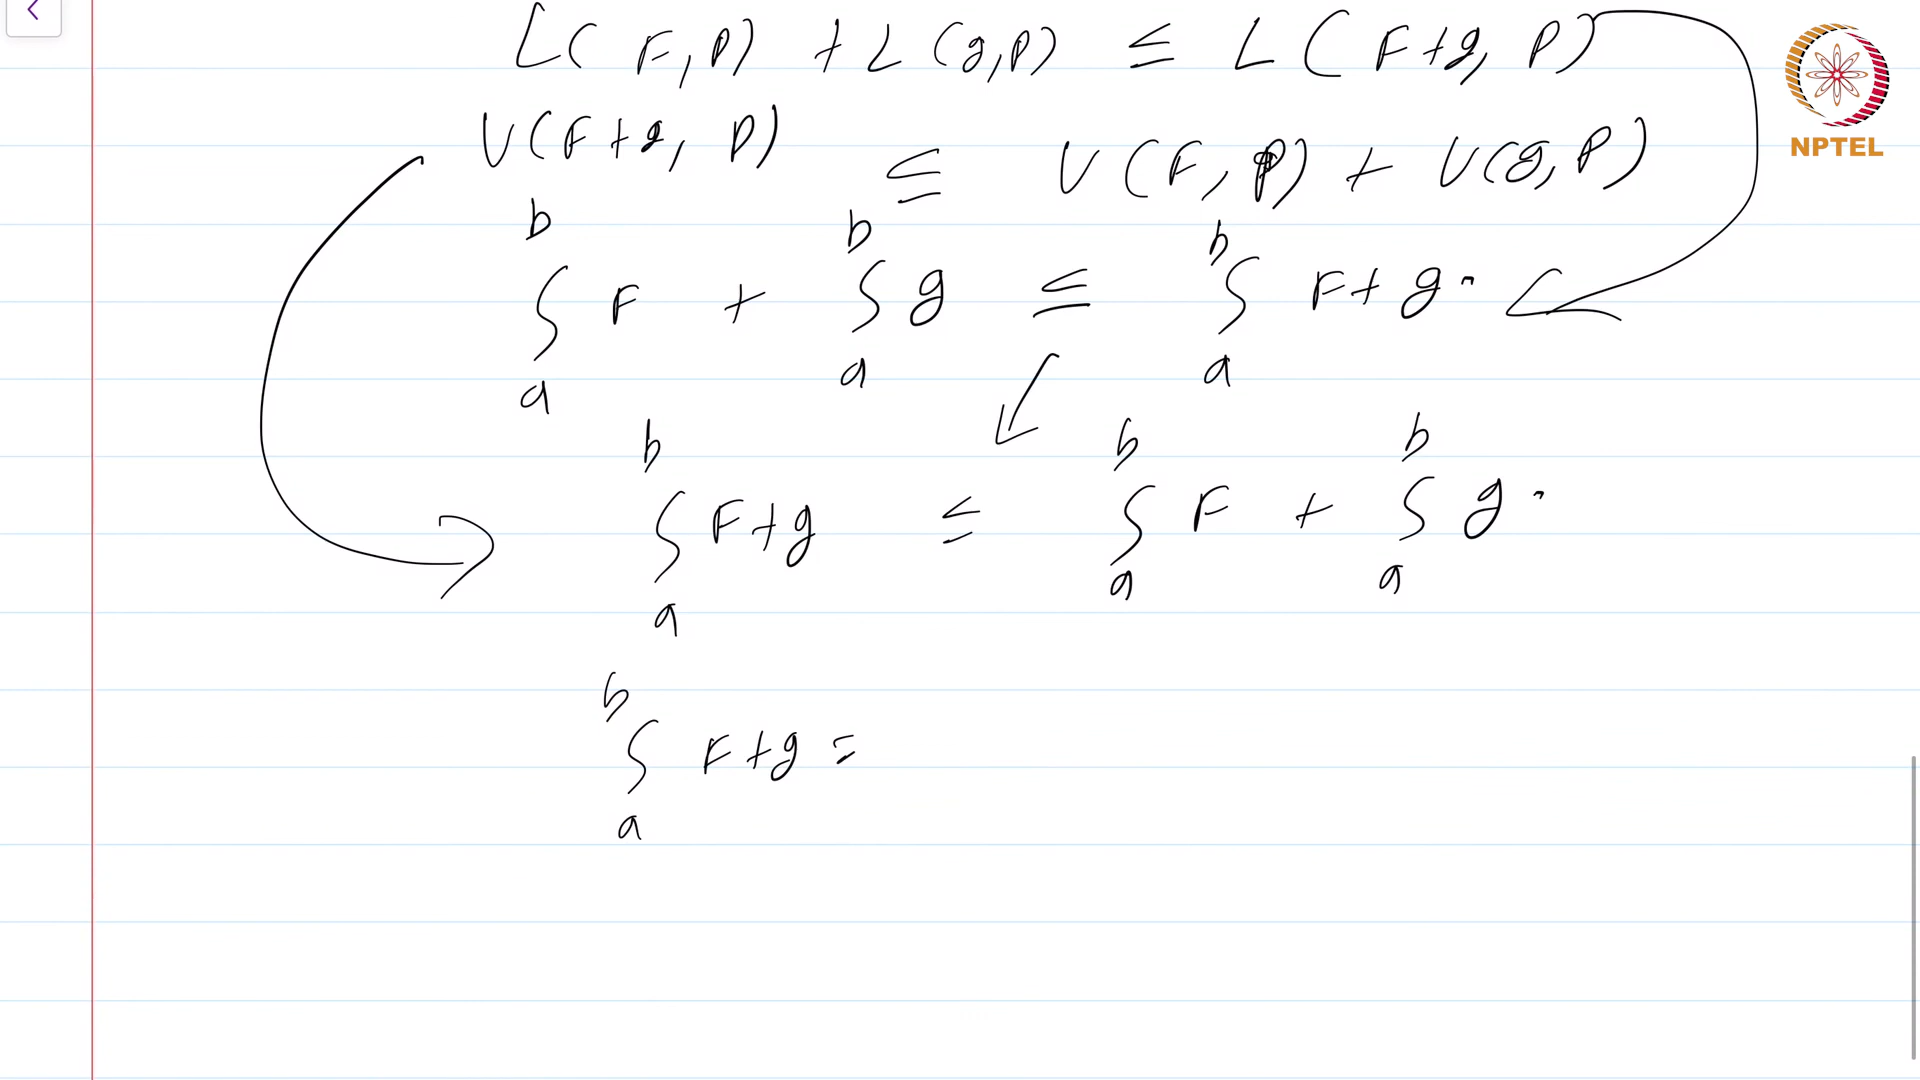 L(F,P) + L(g,P) ≤ L(F+g, P)
NPTEL
U(F+g, P) ≤ U(F,P) + U(g,P)
∫_a^b F + ∫_a^b g ≤ ∫_a^b F+g.
∫_a^b F+g ≤ ∫_a^b F + ∫_a^b g.
∫_a^b F+g =